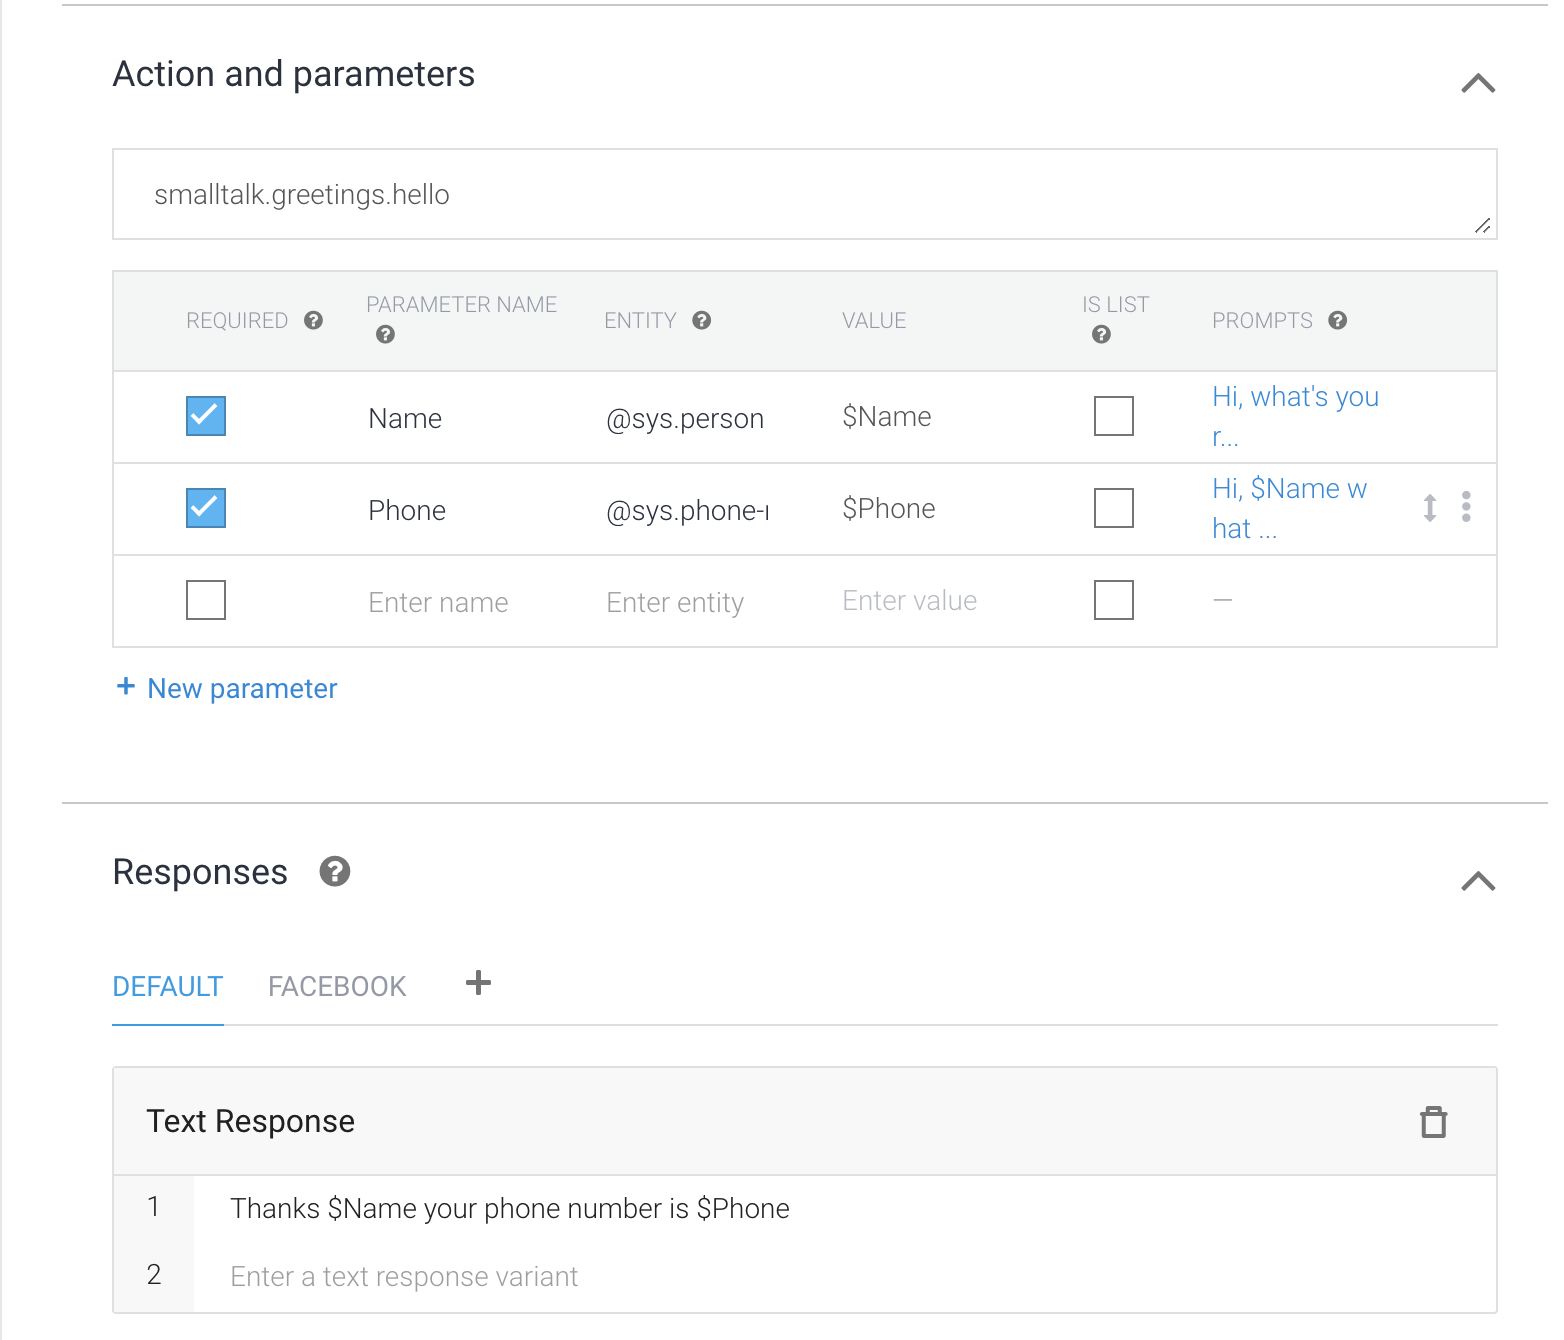 Action and parameters
smalltalk.greetings.hello
REQUIRED
PARAMETER NAME
ENTITY
VALUE
IS LIST
PROMPTS
Name
@sys.person
$Name
Hi, what's you
r...
Phone
@sys.phone-
$Phone
Hi, $Name w
hat ...
Enter name
Enter entity
Enter value
—
+ New parameter
Responses
DEFAULT
FACEBOOK
+
Text Response
1
Thanks $Name your phone number is $Phone
2
Enter a text response variant